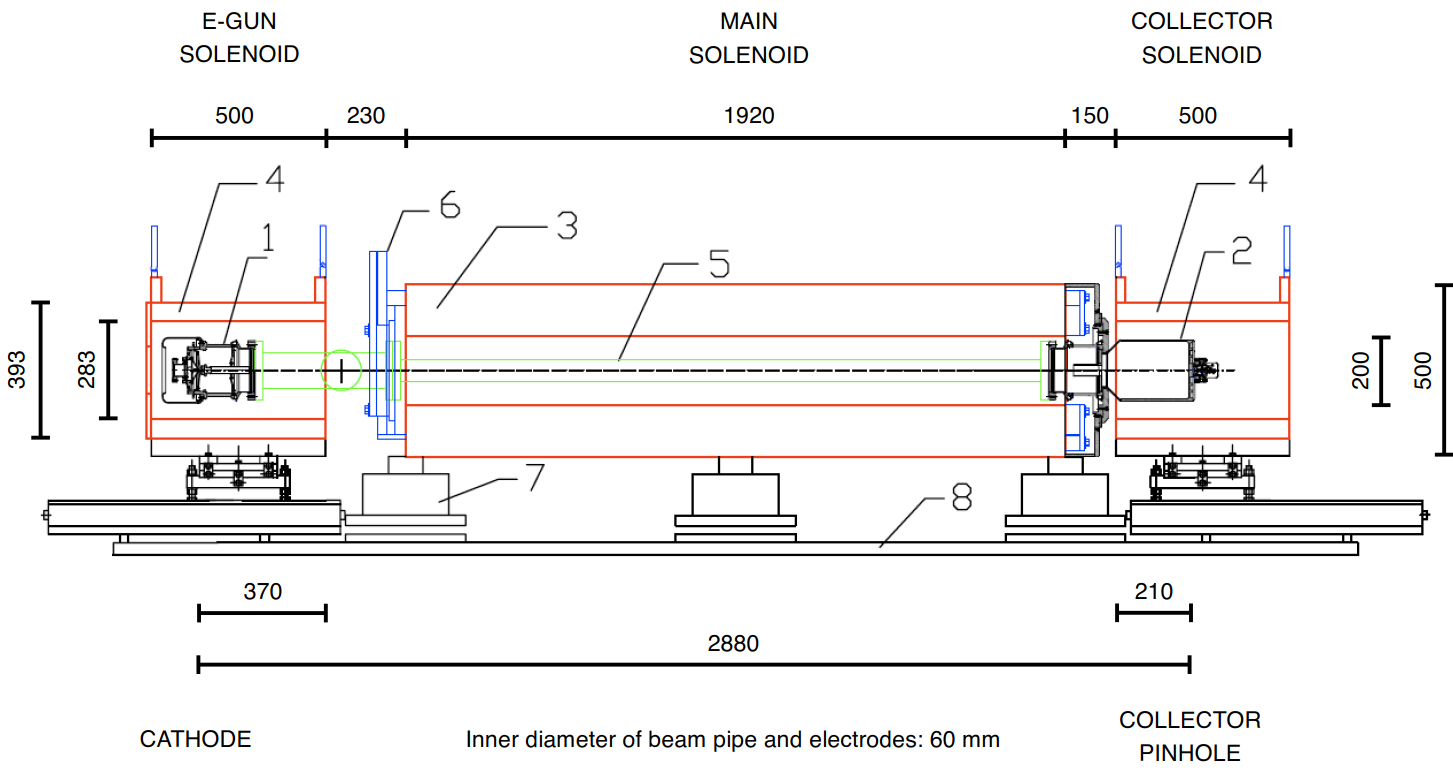 E-GUN
SOLENOID
MAIN
SOLENOID
COLLECTOR
SOLENOID
500
230
1920
150
500
4
1
6
3
5
4
2
393
283
200
500
7
8
370
210
2880
CATHODE
Inner diameter of beam pipe and electrodes: 60 mm
COLLECTOR
PINHOLE